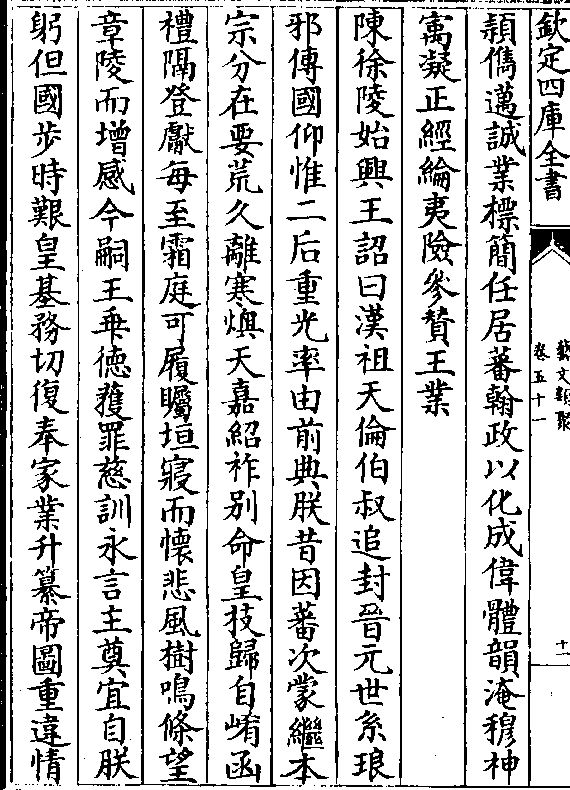 欽定四庫全書
藝文類聚
卷五十一
十一
頴儁邁誠業標簡任居蕃翰政以化成偉體韻淹穆神
寓凝正經綸夷險參賛王業
陳徐陵始興王詔曰漢祖天倫伯叔追封晉元世系琅
邪傳國仰惟二后重光率由前典朕昔因蕃次蒙繼本
宗分在要荒久離寒燠天嘉紹祚别命皇枝歸自崤函
禮隔登獻每至霜庭可履矚垣寢而懷悲風樹鳴條望
章陵而增感今嗣王乖德獲罪慈訓永言主奠宜自朕
躬但國步時艱皇基務切復奉家業升纂帝圖重違情